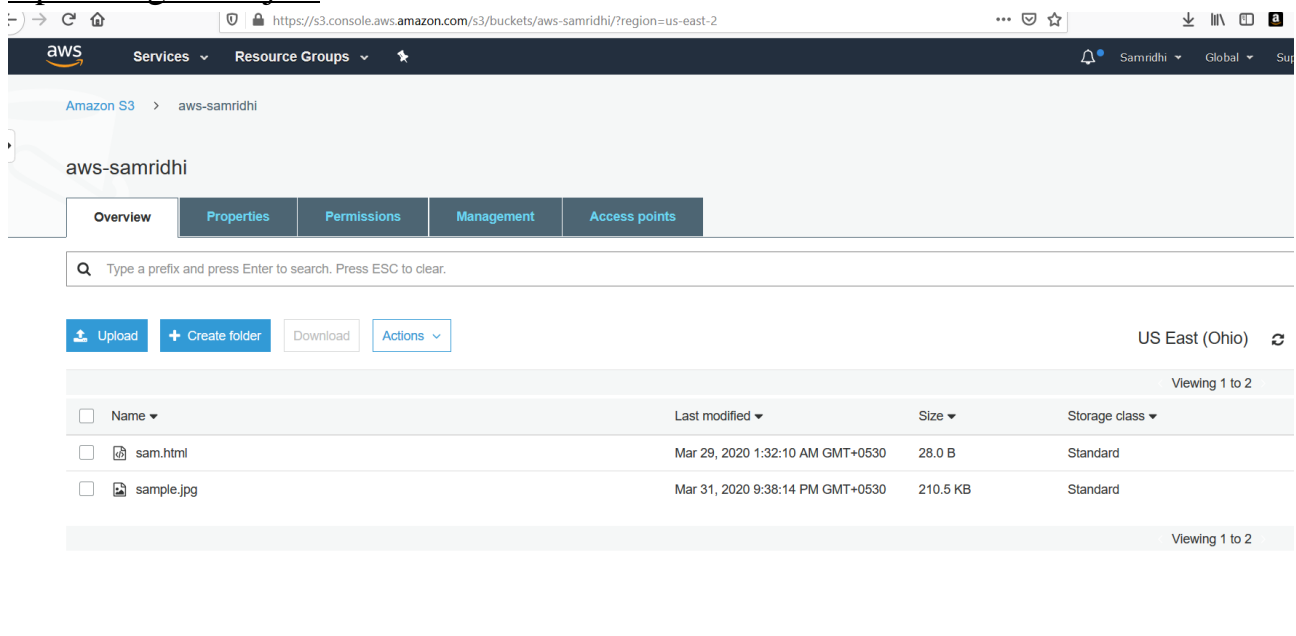 https://s3.console.aws.amazon.com/s3/buckets/aws-samridhi/?region=us-east-2
aws Services Resource Groups Samridhi Global
Amazon S3 > aws-samridhi
aws-samridhi
Overview Properties Permissions Management Access points
Type a prefix and press Enter to search. Press ESC to clear.
Upload + Create folder Download Actions US East (Ohio)
Viewing 1 to 2
Name Last modified Size Storage class
sam.html Mar 29, 2020 1:32:10 AM GMT+0530 28.0 B Standard
sample.jpg Mar 31, 2020 9:38:14 PM GMT+0530 210.5 KB Standard
Viewing 1 to 2